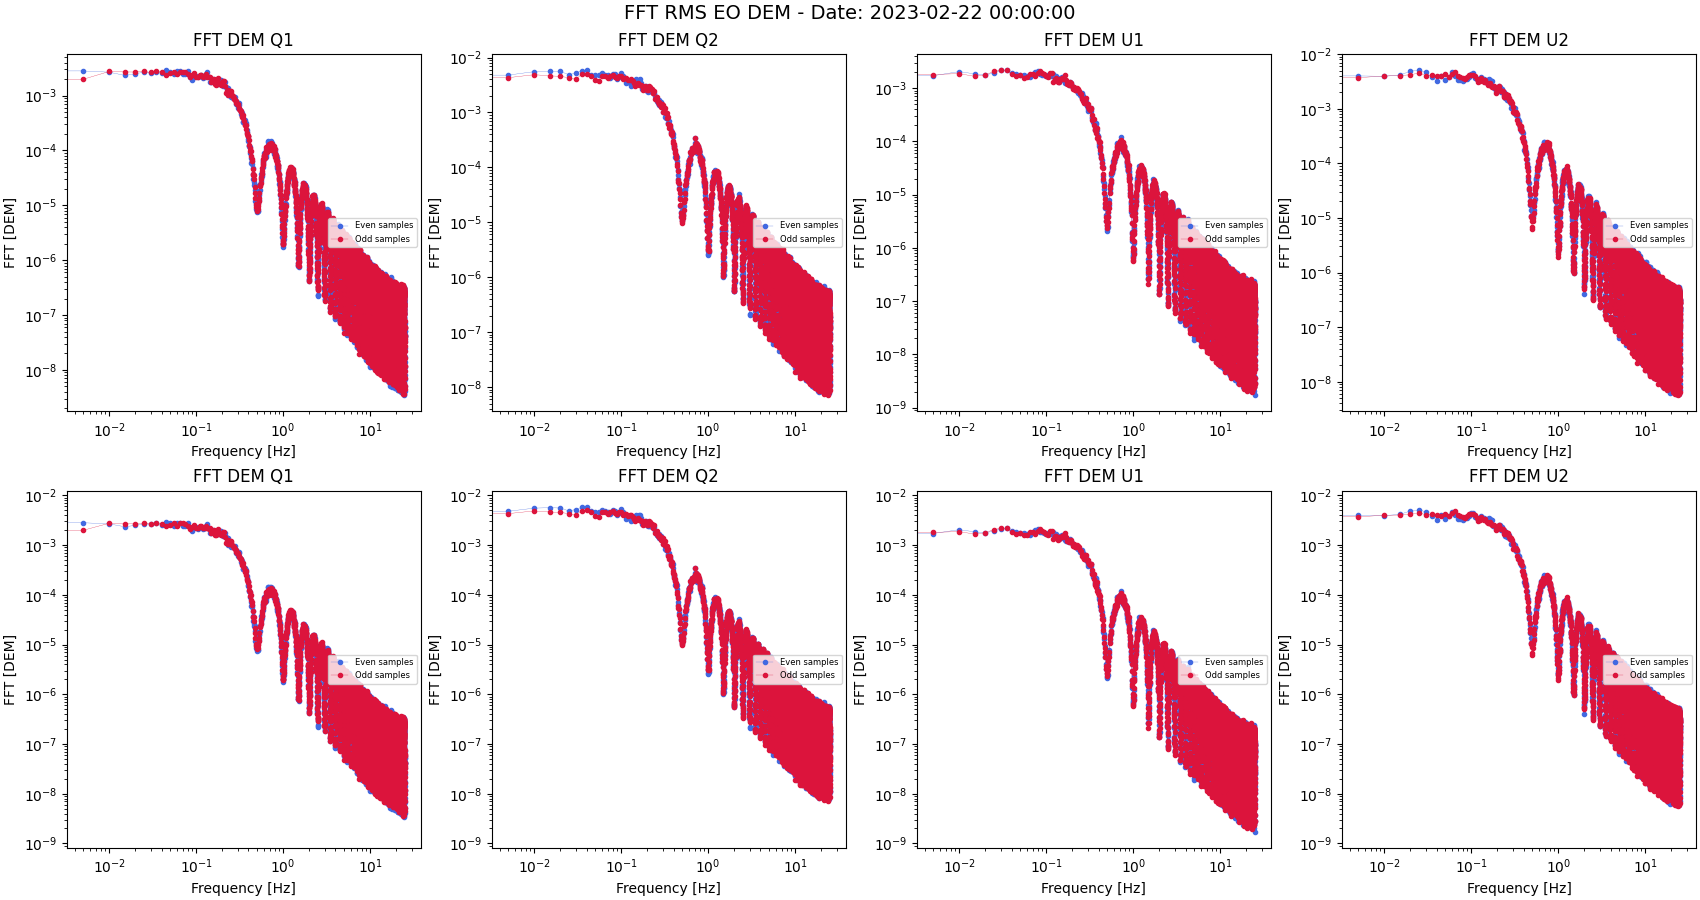 FFT RMS EO DEM - Date: 2023-02-22 00:00:00
FFT DEM Q1
FFT [DEM]
10⁻³
10⁻⁴
10⁻⁵
10⁻⁶
10⁻⁷
10⁻⁸
Even samples
Odd samples
10⁻² 10⁻¹ 10⁰ 10¹
Frequency [Hz]
FFT DEM Q2
FFT [DEM]
10⁻²
10⁻³
10⁻⁴
10⁻⁵
10⁻⁶
10⁻⁷
10⁻⁸
Even samples
Odd samples
10⁻² 10⁻¹ 10⁰ 10¹
Frequency [Hz]
FFT DEM U1
FFT [DEM]
10⁻³
10⁻⁴
10⁻⁵
10⁻⁶
10⁻⁷
10⁻⁸
10⁻⁹
Even samples
Odd samples
10⁻² 10⁻¹ 10⁰ 10¹
Frequency [Hz]
FFT DEM U2
FFT [DEM]
10⁻²
10⁻³
10⁻⁴
10⁻⁵
10⁻⁶
10⁻⁷
10⁻⁸
Even samples
Odd samples
10⁻² 10⁻¹ 10⁰ 10¹
Frequency [Hz]
FFT DEM Q1
FFT [DEM]
10⁻²
10⁻³
10⁻⁴
10⁻⁵
10⁻⁶
10⁻⁷
10⁻⁸
10⁻⁹
Even samples
Odd samples
10⁻² 10⁻¹ 10⁰ 10¹
Frequency [Hz]
FFT DEM Q2
FFT [DEM]
10⁻²
10⁻³
10⁻⁴
10⁻⁵
10⁻⁶
10⁻⁷
10⁻⁸
10⁻⁹
Even samples
Odd samples
10⁻² 10⁻¹ 10⁰ 10¹
Frequency [Hz]
FFT DEM U1
FFT [DEM]
10⁻²
10⁻³
10⁻⁴
10⁻⁵
10⁻⁶
10⁻⁷
10⁻⁸
10⁻⁹
Even samples
Odd samples
10⁻² 10⁻¹ 10⁰ 10¹
Frequency [Hz]
FFT DEM U2
FFT [DEM]
10⁻²
10⁻³
10⁻⁴
10⁻⁵
10⁻⁶
10⁻⁷
10⁻⁸
10⁻⁹
Even samples
Odd samples
10⁻² 10⁻¹ 10⁰ 10¹
Frequency [Hz]